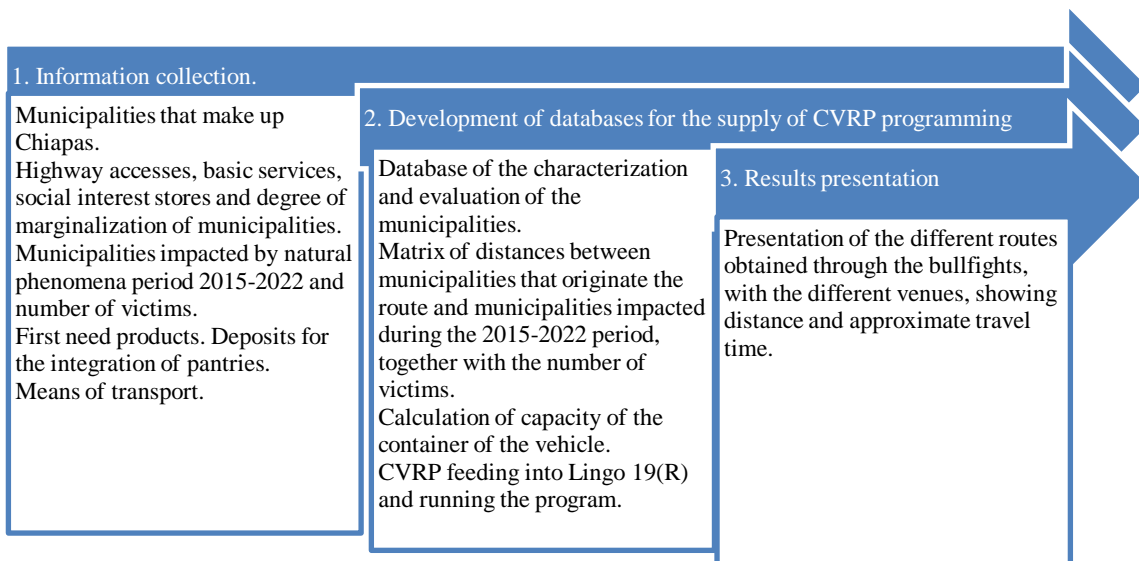 1. Information collection.
Municipalities that make up
Chiapas.
Highway accesses, basic services,
social interest stores and degree of
marginalization of municipalities.
Municipalities impacted by natural
phenomena period 2015-2022 and
number of victims.
First need products. Deposits for
the integration of pantries.
Means of transport.
2. Development of databases for the supply of CVRP programming
Database of the characterization
and evaluation of the
municipalities.
Matrix of distances between
municipalities that originate the
route and municipalities impacted
during the 2015-2022 period,
together with the number of
victims.
Calculation of capacity of the
container of the vehicle.
CVRP feeding into Lingo 19(R)
and running the program.
3. Results presentation
Presentation of the different routes
obtained through the bullfights,
with the different venues, showing
distance and approximate travel
time.